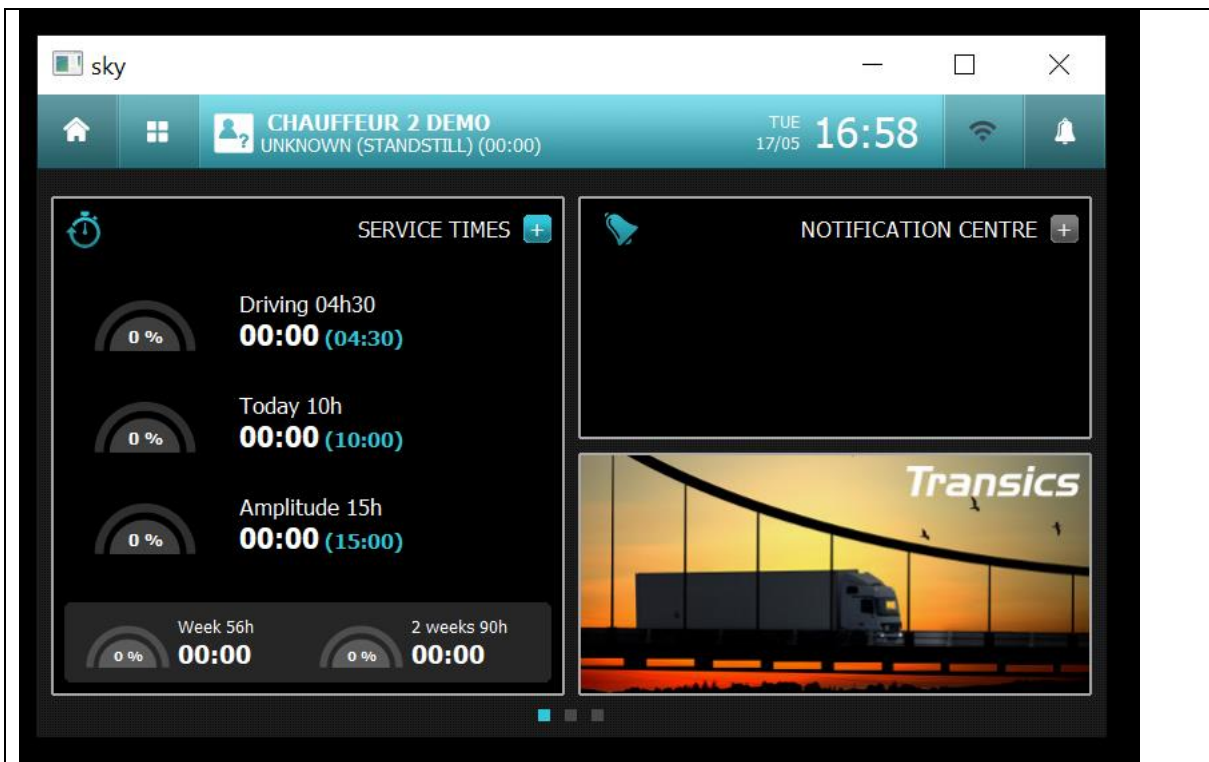 sky
CHAUFFEUR 2 DEMO
UNKNOWN (STANDSTILL) (00:00)
TUE
17/05
16:58
SERVICE TIMES +
Driving 04h30
0 % 00:00 (04:30)
Today 10h
0 % 00:00 (10:00)
Amplitude 15h
0 % 00:00 (15:00)
Week 56h
0 % 00:00
2 weeks 90h
0 % 00:00
NOTIFICATION CENTRE +
Transics